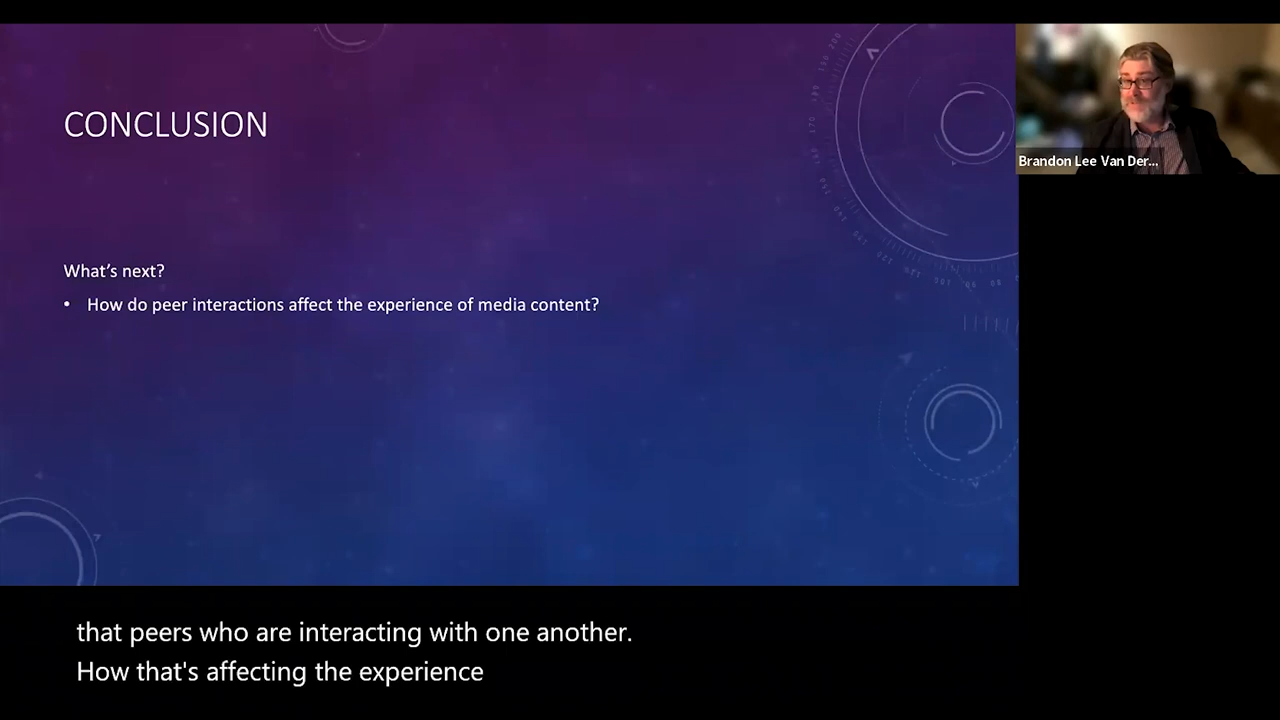 CONCLUSION
Brandon Lee Van Der...
What’s next?
• How do peer interactions affect the experience of media content?
that peers who are interacting with one another.
How that's affecting the experience